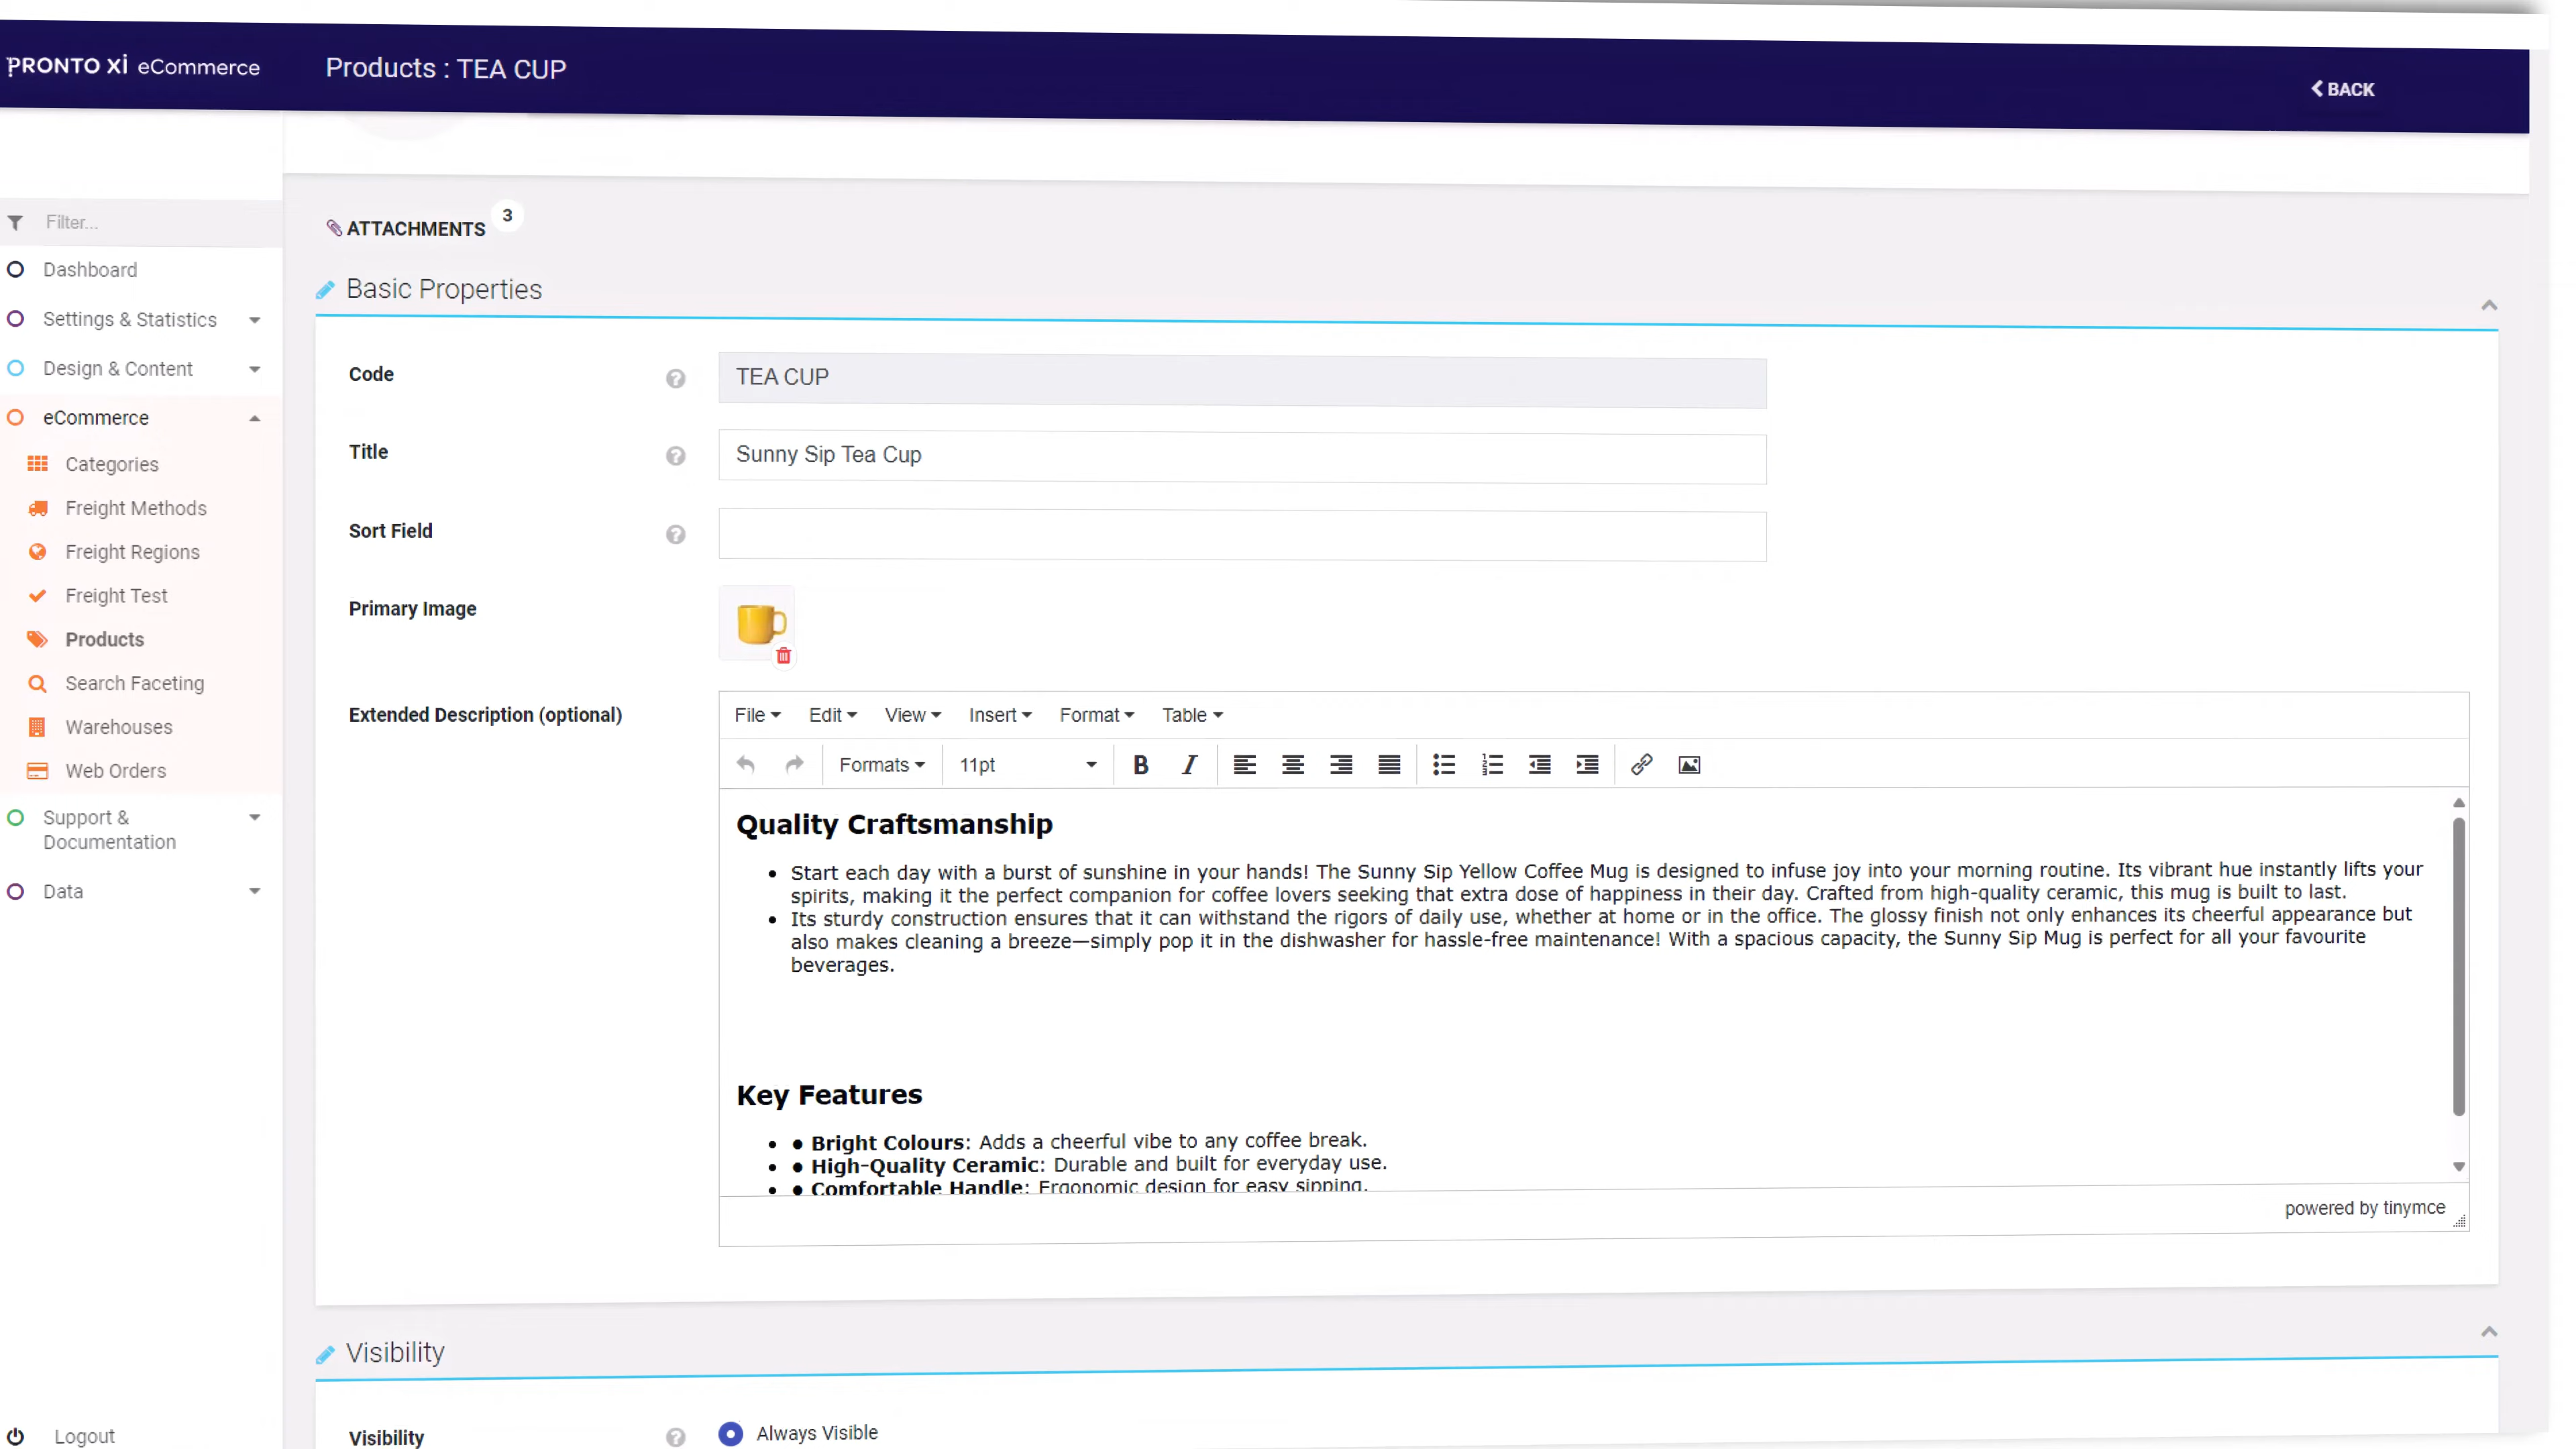 PRONTO Xi eCommerce
Products : TEA CUP
BACK
Filter...
Dashboard
Settings & Statistics
Design & Content
eCommerce
Categories
Freight Methods
Freight Regions
Freight Test
Products
Search Faceting
Warehouses
Web Orders
Support &
Documentation
Data
Logout
ATTACHMENTS 3
Basic Properties
Code ? TEA CUP
Title ? Sunny Sip Tea Cup
Sort Field ?
Primary Image
Extended Description (optional)
File Edit View Insert Format Table
Formats 11pt B I
Quality Craftsmanship
• Start each day with a burst of sunshine in your hands! The Sunny Sip Yellow Coffee Mug is designed to infuse joy into your morning routine. Its vibrant hue instantly lifts your
spirits, making it the perfect companion for coffee lovers seeking that extra dose of happiness in their day. Crafted from high-quality ceramic, this mug is built to last.
• Its sturdy construction ensures that it can withstand the rigors of daily use, whether at home or in the office. The glossy finish not only enhances its cheerful appearance but
also makes cleaning a breeze—simply pop it in the dishwasher for hassle-free maintenance! With a spacious capacity, the Sunny Sip Mug is perfect for all your favourite
beverages.
Key Features
• ● Bright Colours: Adds a cheerful vibe to any coffee break.
• ● High-Quality Ceramic: Durable and built for everyday use.
• ● Comfortable Handle: Ergonomic design for easy sipping.
powered by tinymce
Visibility
Visibility ? Always Visible